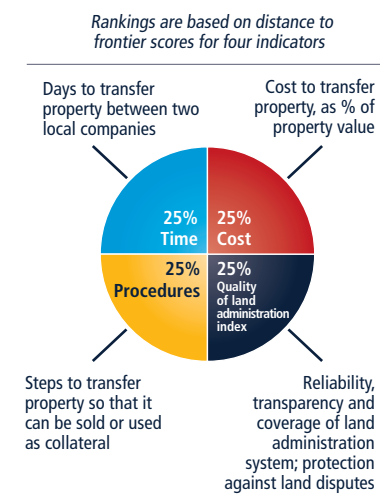 Rankings are based on distance to
frontier scores for four indicators
Days to transfer
property between two
local companies
Cost to transfer
property, as % of
property value
25%
Time
25%
Cost
25%
Procedures
25%
Quality
of land
administration
index
Steps to transfer
property so that it
can be sold or used
as collateral
Reliability,
transparency and
coverage of land
administration
system; protection
against land disputes